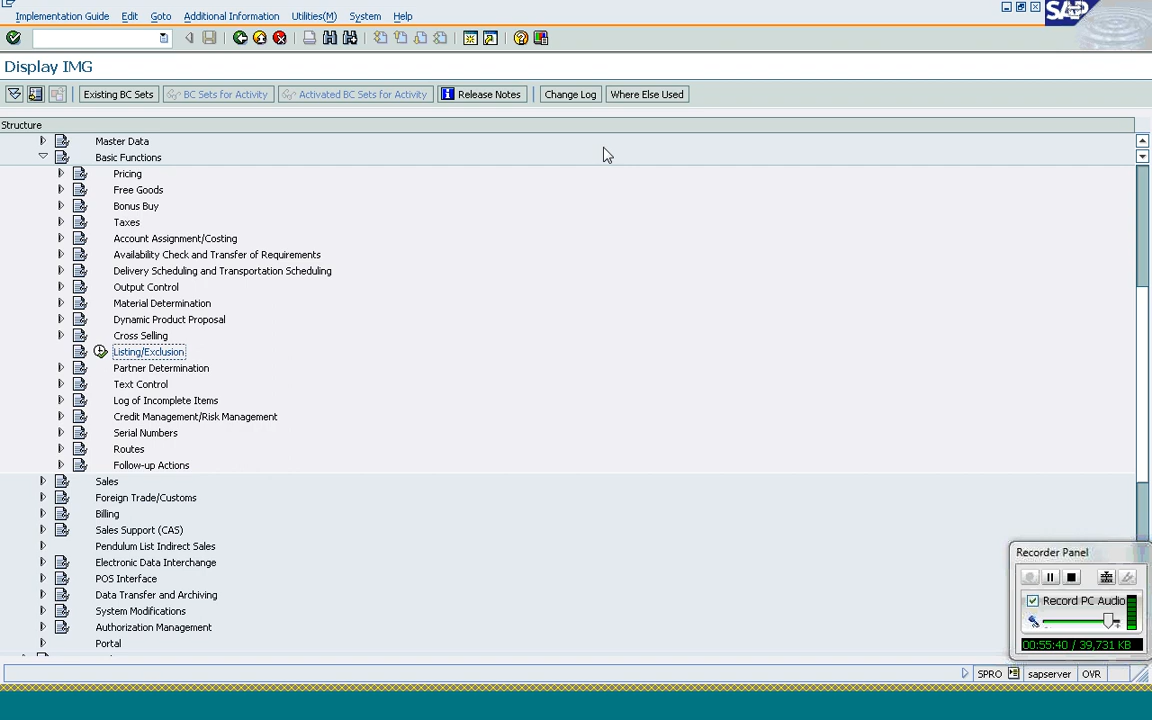 Implementation Guide Edit Goto Additional Information Utilities(M) System Help
SAP
Display IMG
Existing BC Sets BC Sets for Activity Activated BC Sets for Activity Release Notes Change Log Where Else Used
Structure
Master Data
Basic Functions
Pricing
Free Goods
Bonus Buy
Taxes
Account Assignment/Costing
Availability Check and Transfer of Requirements
Delivery Scheduling and Transportation Scheduling
Output Control
Material Determination
Dynamic Product Proposal
Cross Selling
Listing/Exclusion
Partner Determination
Text Control
Log of Incomplete Items
Credit Management/Risk Management
Serial Numbers
Routes
Follow-up Actions
Sales
Foreign Trade/Customs
Billing
Sales Support (CAS)
Pendulum List Indirect Sales
Electronic Data Interchange
POS Interface
Data Transfer and Archiving
System Modifications
Authorization Management
Portal
Recorder Panel
Record PC Audio
00:55:40 / 39,731 KB
SPRO sapserver OVR